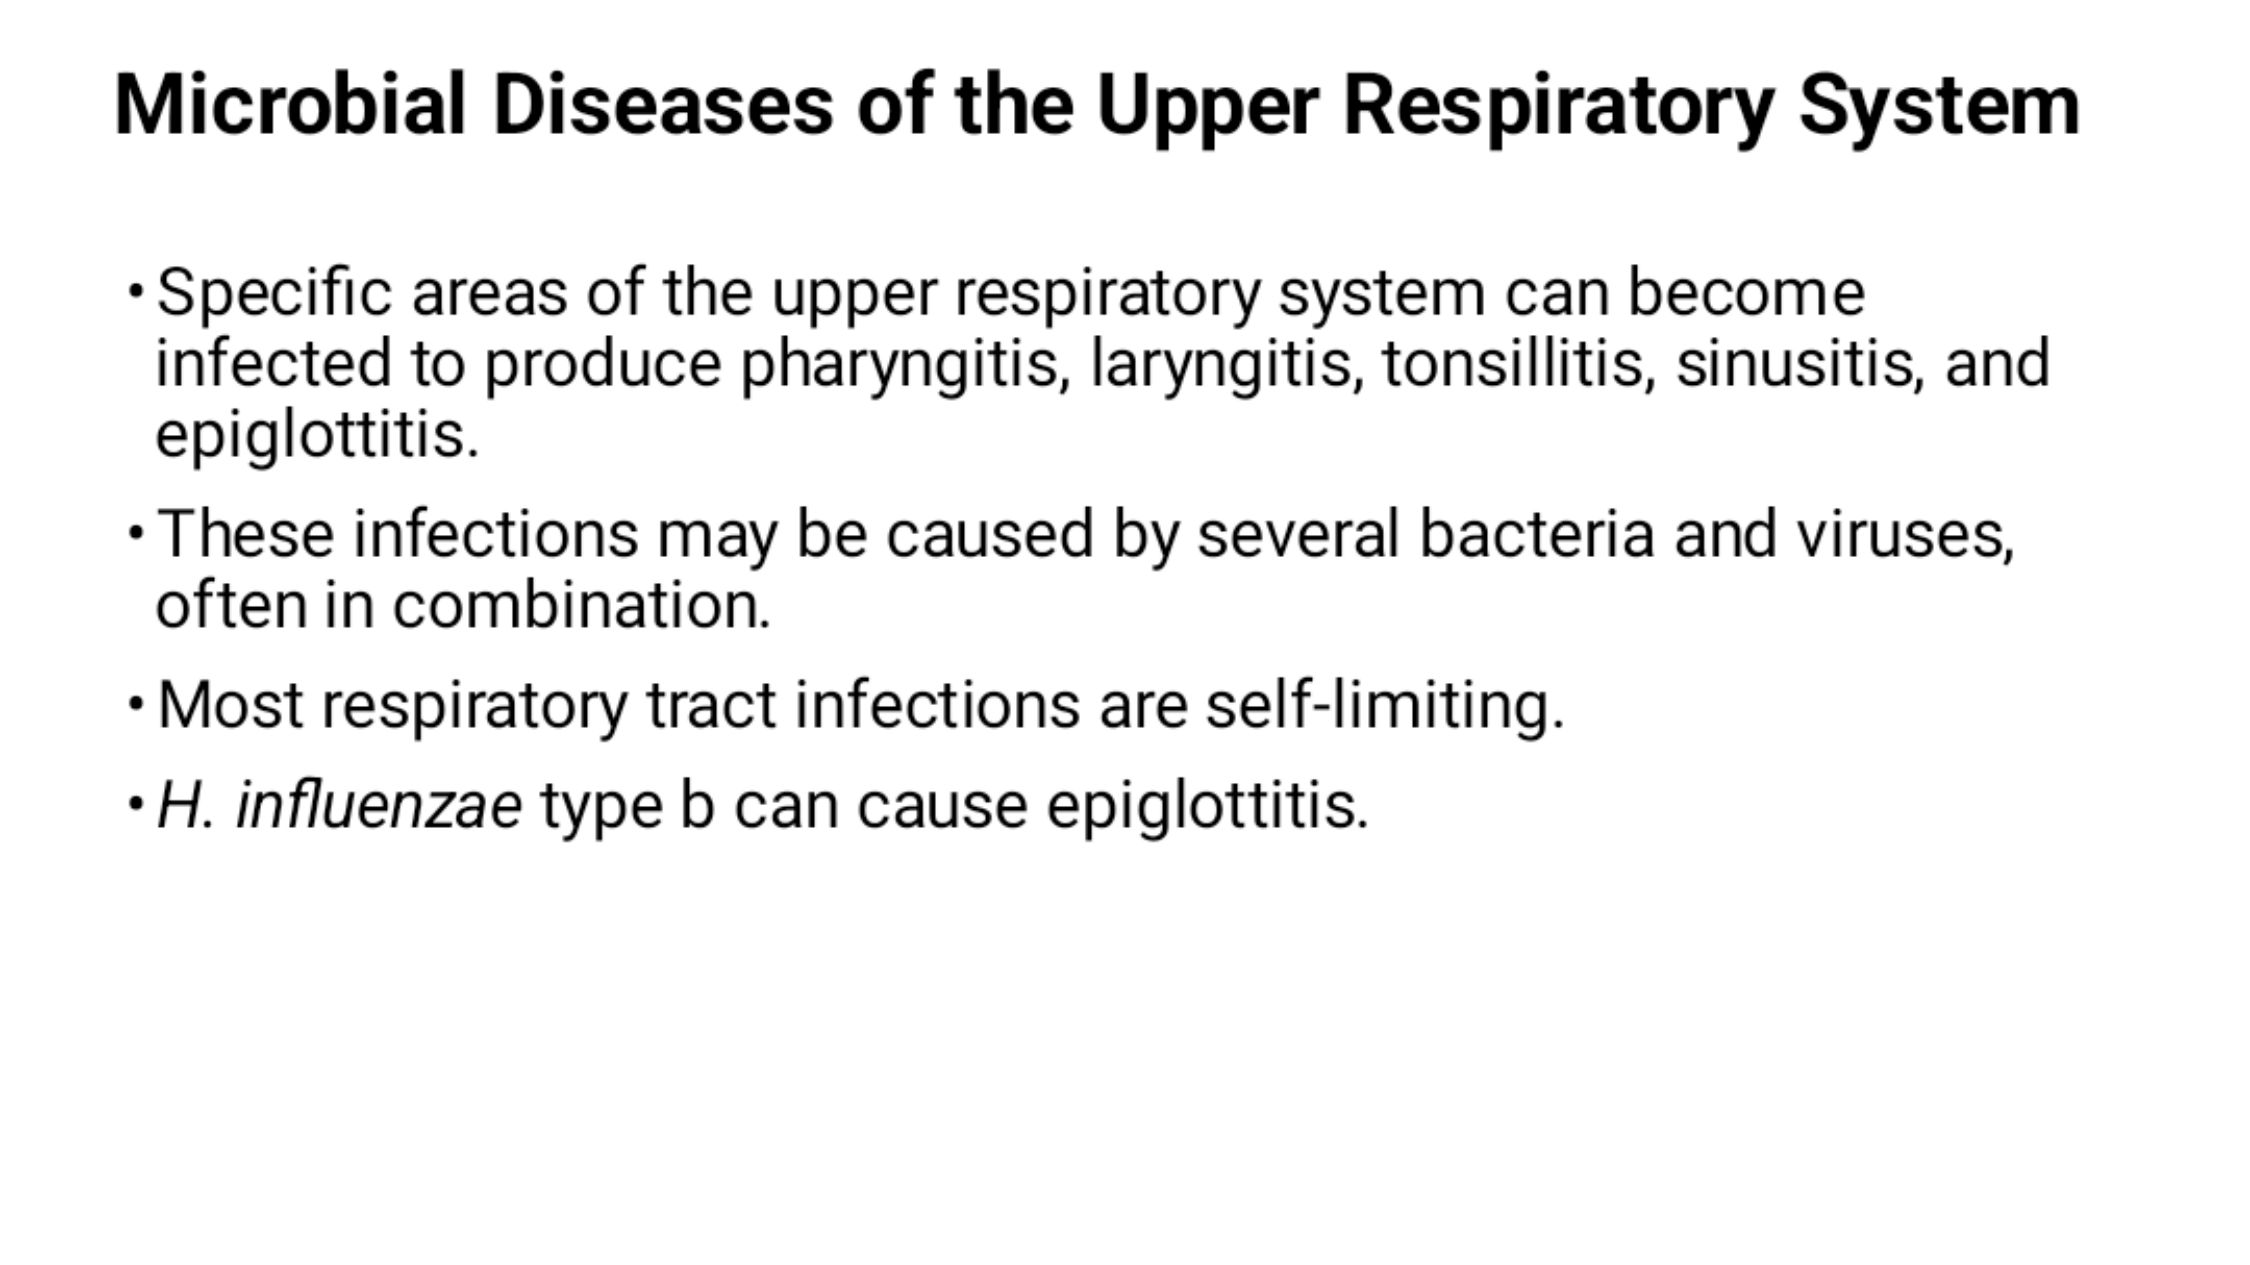 Microbial Diseases of the Upper Respiratory System
• Specific areas of the upper respiratory system can become
infected to produce pharyngitis, laryngitis, tonsillitis, sinusitis, and
epiglottitis.
• These infections may be caused by several bacteria and viruses,
often in combination.
• Most respiratory tract infections are self-limiting.
• H. influenzae type b can cause epiglottitis.